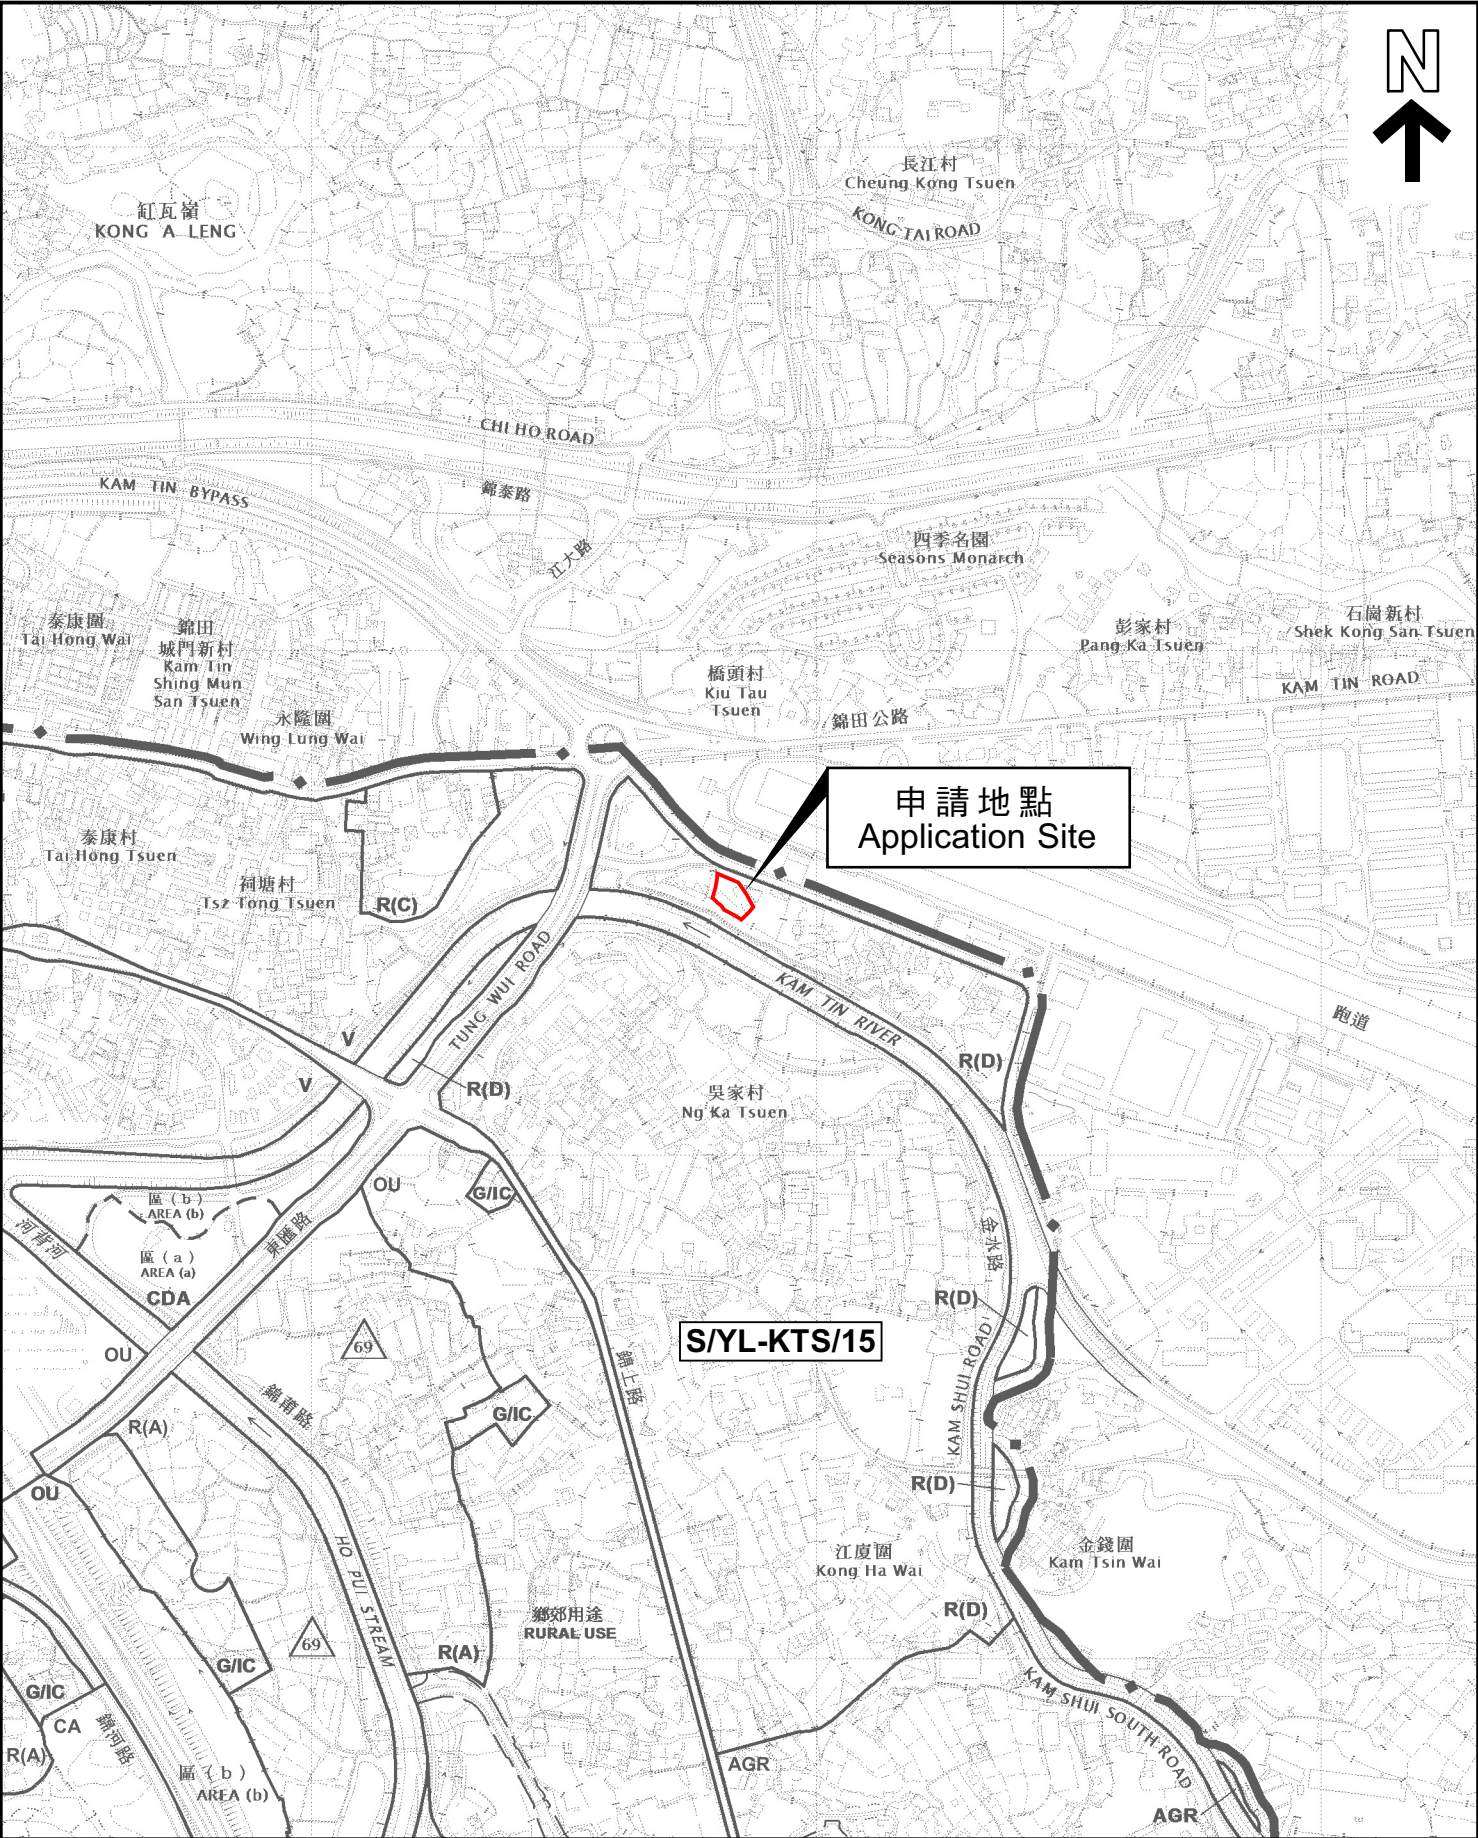 N
長江村
Cheung Kong Tsuen
KONG TAI ROAD
缸瓦嶺
KONG A LENG
CHI HO ROAD
KAM TIN BYPASS
錦泰路
江大路
四季名園
Seasons Monarch
泰康圍
Tai Hong Wai
錦田
城門新村
Kam Tin
Shing Mun
San Tsuen
永隆圍
Wing Lung Wai
橋頭村
Kiu Tau
Tsuen
彭家村
Pang Ka Tsuen
石崗新村
Shek Kong San Tsuen
KAM TIN ROAD
錦田公路
申請地點
Application Site
泰康村
Tai Hong Tsuen
祠塘村
Tsz Tong Tsuen
R(C)
TUNG WUI ROAD
KAM TIN RIVER
跑道
R(D)
V
V
R(D)
吳家村
Ng Ka Tsuen
OU
G/IC
區 ( b )
AREA (b)
東匯路
河背河
區 ( a )
AREA (a)
CDA
金水路
R(D)
OU
69
S/YL-KTS/15
錦上路
KAM SHUI ROAD
錦莆路
G/IC
R(A)
R(D)
OU
HO PUI STREAM
江廈圍
Kong Ha Wai
金錢圍
Kam Tsin Wai
鄉郊用途
RURAL USE
R(D)
69
R(A)
G/IC
G/IC
CA
錦河路
R(A)
KAM SHUI SOUTH ROAD
區 ( b )
AREA (b)
AGR
AGR